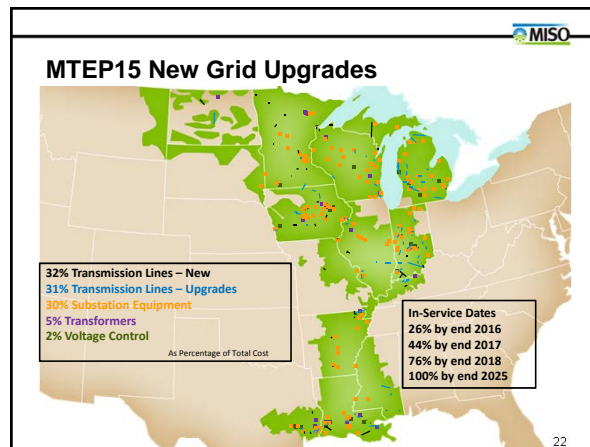 MISO
MTEP15 New Grid Upgrades
32% Transmission Lines – New
31% Transmission Lines – Upgrades
30% Substation Equipment
5% Transformers
2% Voltage Control
As Percentage of Total Cost
In-Service Dates
26% by end 2016
44% by end 2017
76% by end 2018
100% by end 2025
22